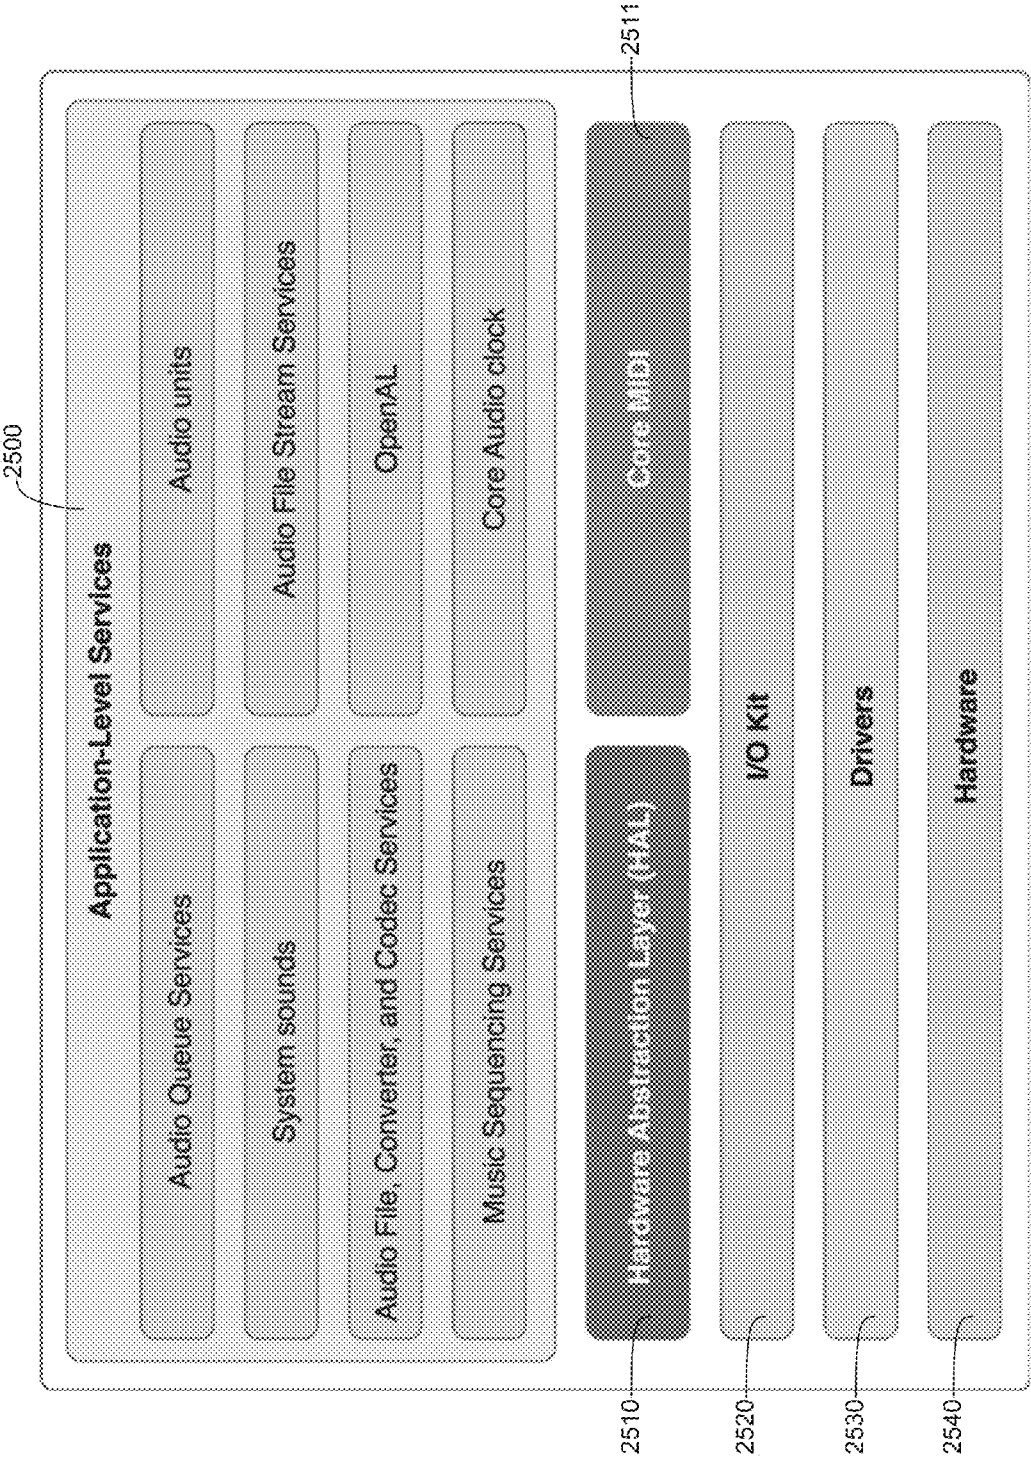 2500
Application-Level Services
Audio Queue Services
Audio units
System sounds
Audio File Stream Services
Audio File, Converter, and Codec Services
OpenAL
Music Sequencing Services
Core Audio clock
2510
Hardware Abstraction Layer (HAL)
Core MIDI
2511
2520
I/O Kit
2530
Drivers
2540
Hardware